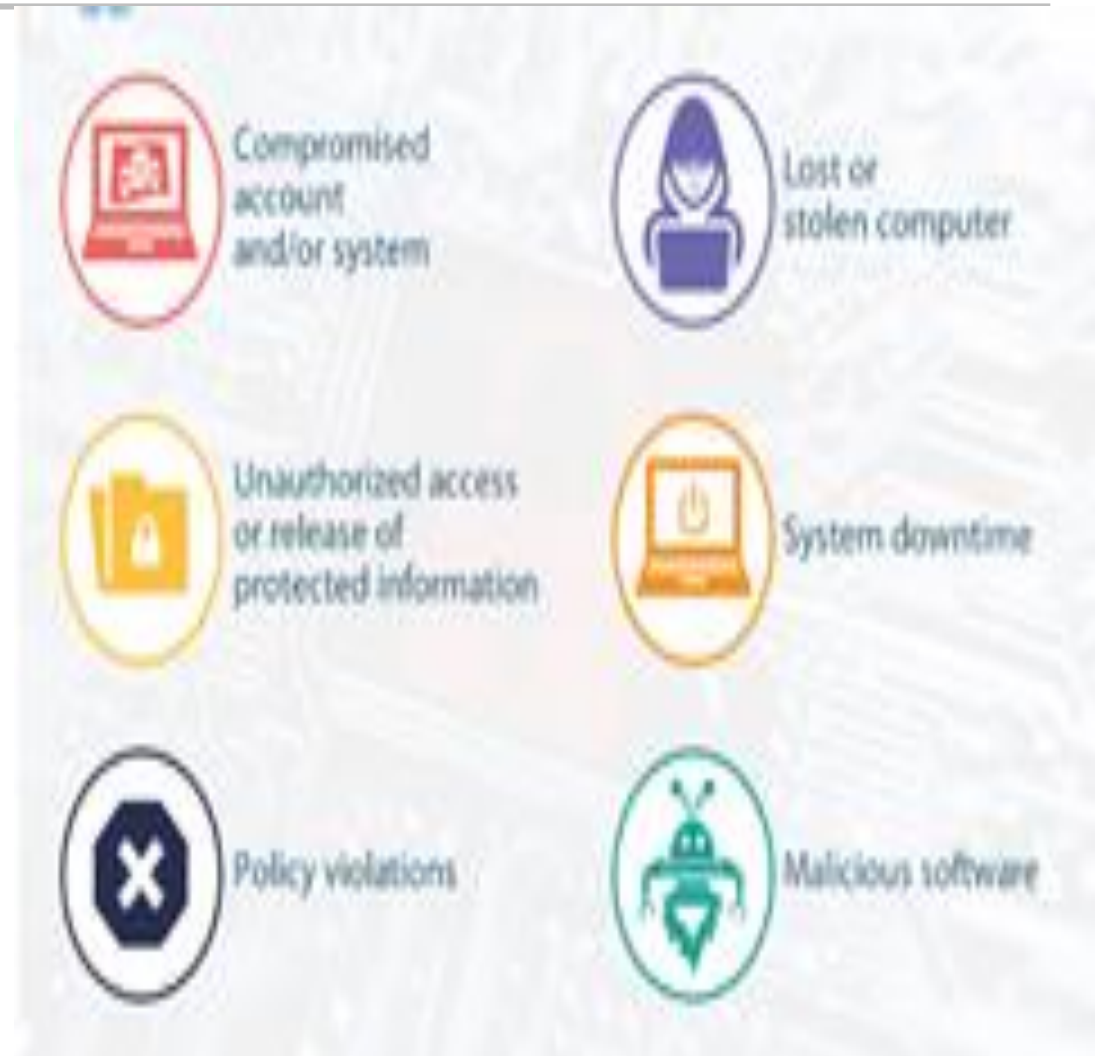 Compromised
account
and/or system
Lost or
stolen computer
Unauthorized access
or release of
protected information
System downtime
Policy violations
Malicious software